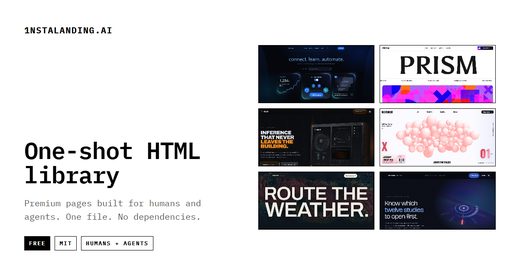 1NSTALANDING.AI
One-shot HTML
library
Premium pages built for humans and
agents. One file. No dependencies.
FREE
MIT
HUMANS + AGENTS
connect. learn. automate.
PRISM
INFERENCE
THAT NEVER
LEAVES THE
BUILDING.
01
ROUTE THE
WEATHER.
Know which
twelve studies
to open first.